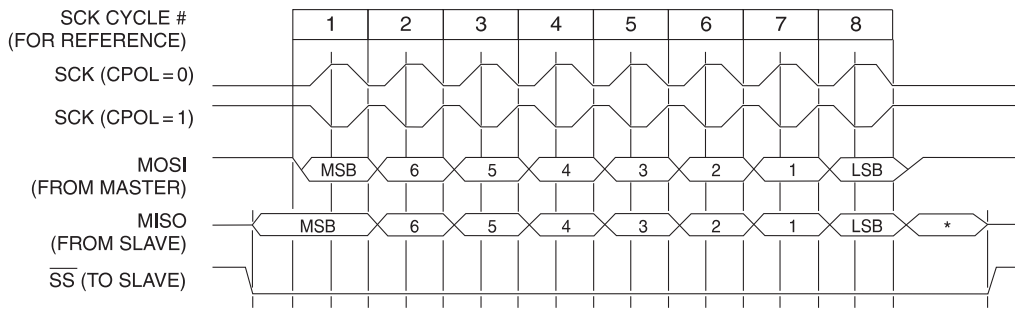 SCK CYCLE #
(FOR REFERENCE)
1 2 3 4 5 6 7 8
SCK (CPOL = 0)
SCK (CPOL = 1)
MOSI
(FROM MASTER)
MSB 6 5 4 3 2 1 LSB
MISO
(FROM SLAVE)
MSB 6 5 4 3 2 1 LSB *
SS (TO SLAVE)